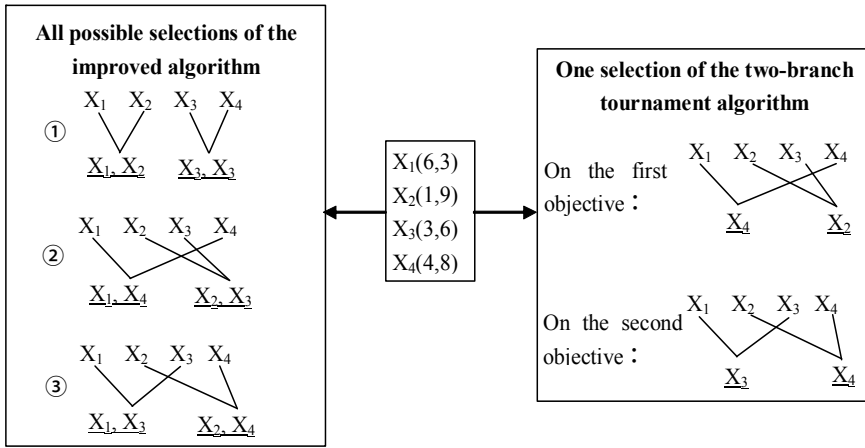 All possible selections of the
improved algorithm
X₁ X₂ X₃ X₄
①
X₁, X₂ X₃, X₃
X₁ X₂ X₃ X₄
②
X₁, X₄ X₂, X₃
X₁ X₂ X₃ X₄
③
X₁, X₃ X₂, X₄
X₁(6,3)
X₂(1,9)
X₃(3,6)
X₄(4,8)
One selection of the two-branch
tournament algorithm
X₁ X₂ X₃ X₄
On the first
objective：
X₄ X₂
X₁ X₂ X₃ X₄
On the second
objective：
X₃ X₄